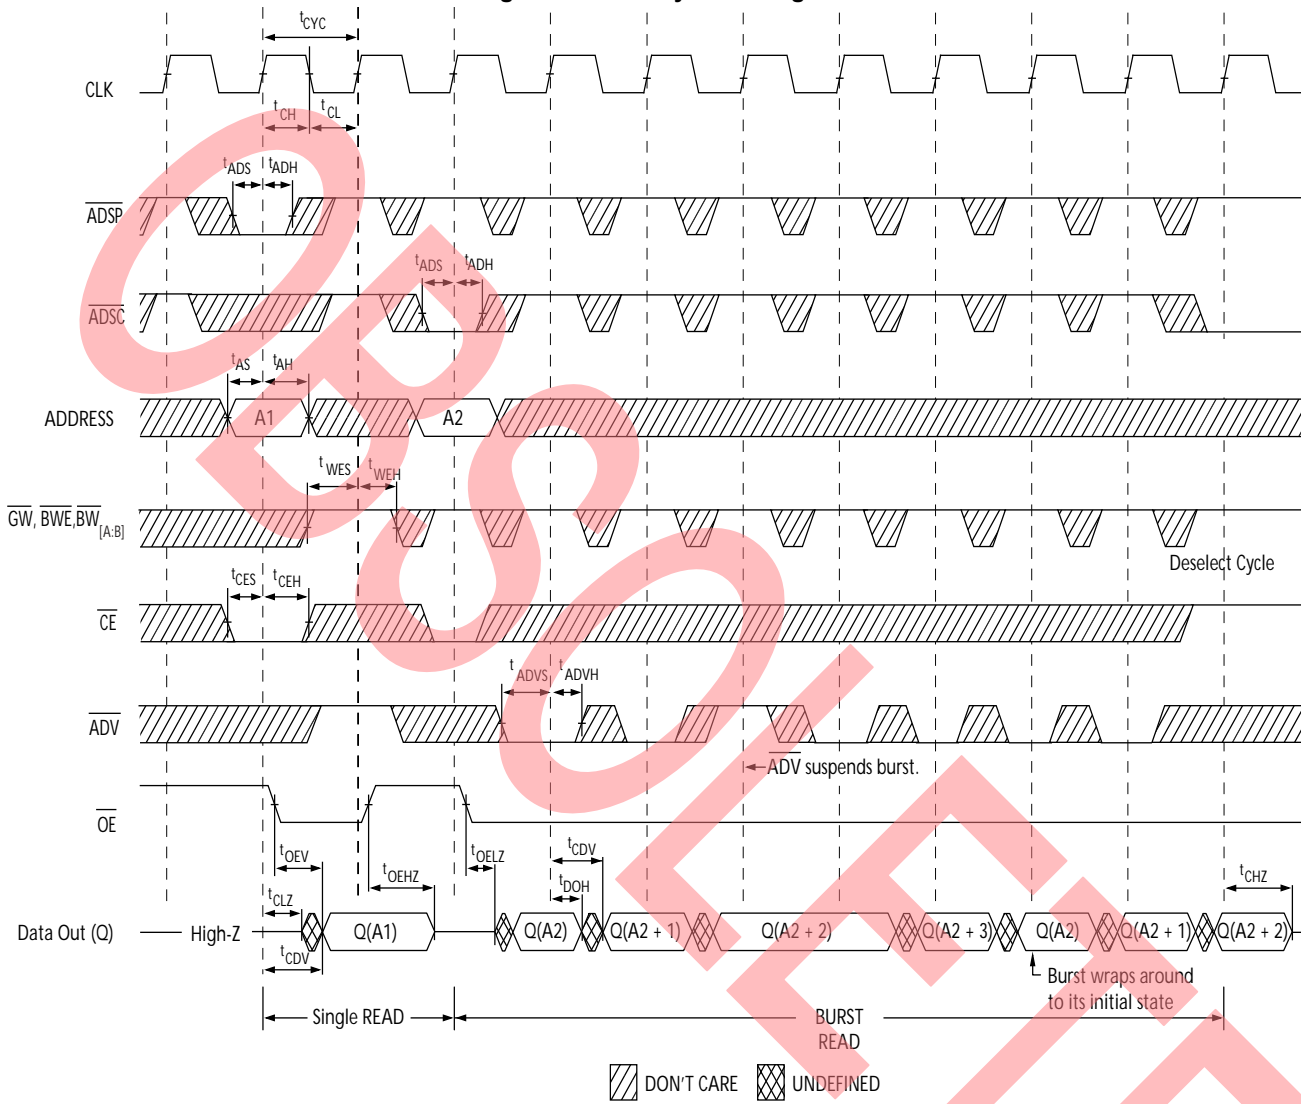 tCYC
CLK
tCH
tCL
tADS
tADH
ADSP
tADS
tADH
ADSC
tAS
tAH
ADDRESS
A1
A2
tWES
tWEH
GW, BWE,BW[A:B]
Deselect Cycle
tCES
tCEH
CE
tADVS
tADVH
ADV
ADV suspends burst.
OE
tOEV
tOEHZ
tOELZ
tCDV
tCHZ
tCLZ
tDOH
Data Out (Q)
High-Z
Q(A1)
Q(A2)
Q(A2 + 1)
Q(A2 + 2)
Q(A2 + 3)
Q(A2)
Q(A2 + 1)
Q(A2 + 2)
tCDV
Burst wraps around
to its initial state
Single READ
BURST
READ
DON'T CARE
UNDEFINED
OBSOLETE